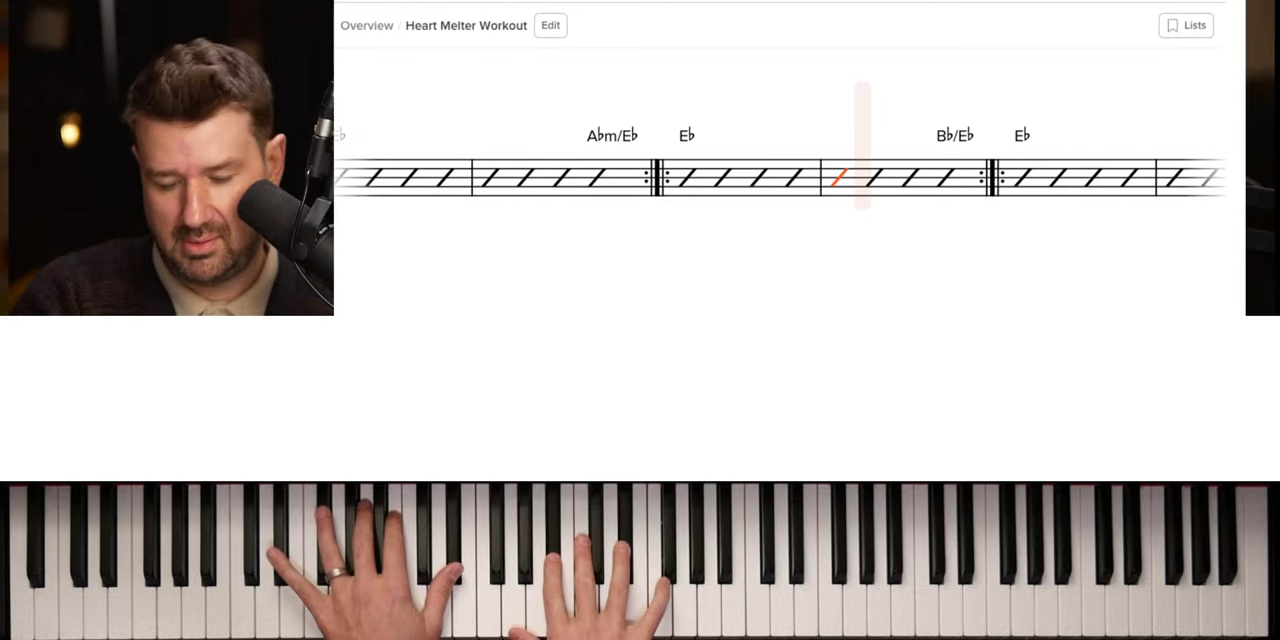 Overview / Heart Melter Workout Edit Lists
E♭ A♭m/E♭ E♭ B♭/E♭ E♭